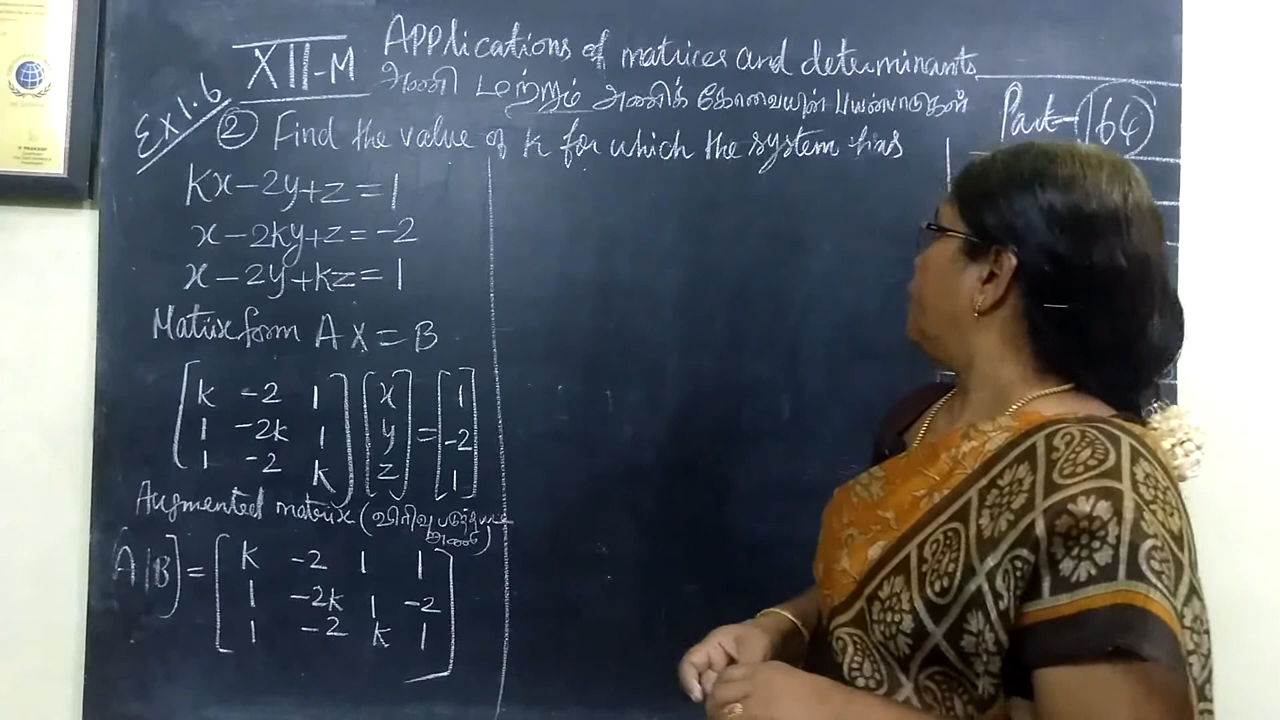 XII-M Applications of matrices and determinants
அணி மற்றும் அணிக் கோவையின் பயன்பாடுகள்
Part-164
Ex 1.6
② Find the value of k for which the system has
kx-2y+z=1
x-2ky+z=-2
x-2y+kz=1
Matrix form AX=B
[k -2 1] [x] [1]
[1 -2k 1] [y] = [-2]
[1 -2 k] [z] [1]
Augmented matrix (
A|B] = [k -2 1 1]
[1 -2k 1 -2]
[1 -2 k 1]